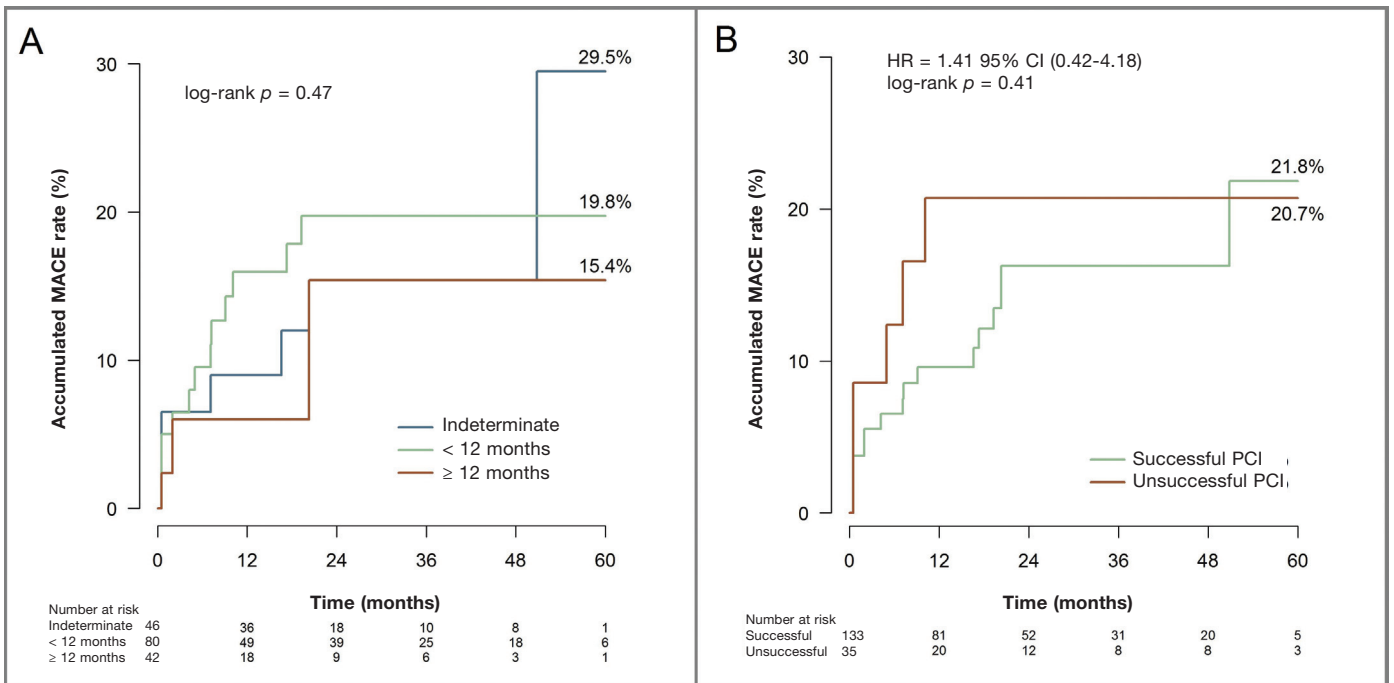 A
log-rank p = 0.47
29.5%
19.8%
15.4%
Accumulated MACE rate (%)
30
20
10
0
Indeterminate
< 12 months
≥ 12 months
0 12 24 36 48 60
Time (months)
Number at risk
Indeterminate 46 36 18 10 8 1
< 12 months 80 49 39 25 18 6
≥ 12 months 42 18 9 6 3 1
B
HR = 1.41 95% CI (0.42-4.18)
log-rank p = 0.41
21.8%
20.7%
Accumulated MACE rate (%)
30
20
10
0
Successful PCI
Unsuccessful PCI
0 12 24 36 48 60
Time (months)
Number at risk
Successful 133 81 52 31 20 5
Unsuccessful 35 20 12 8 8 3